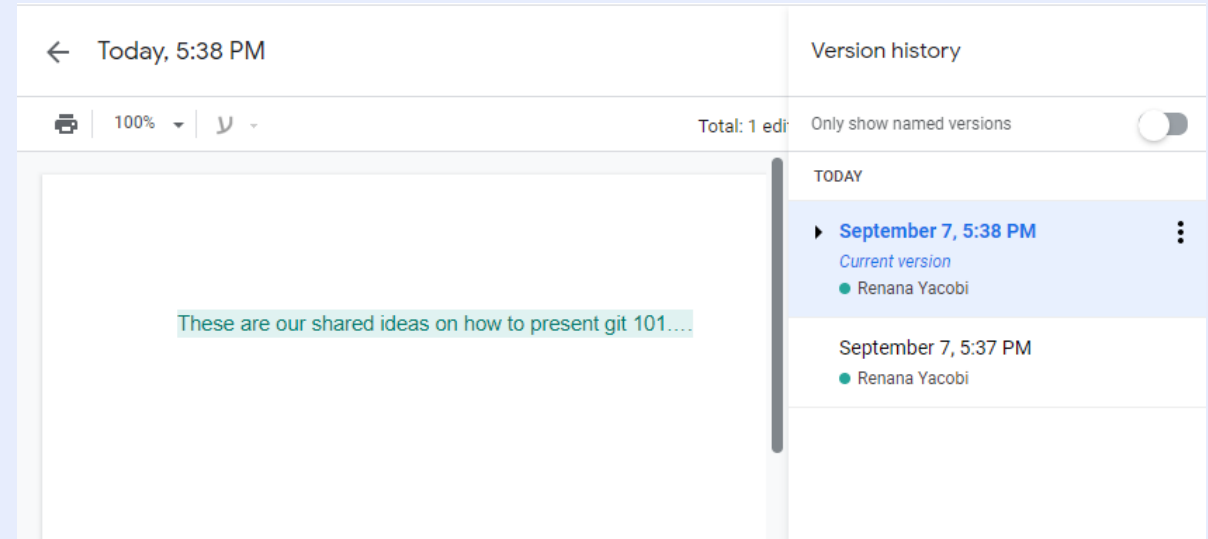 Today, 5:38 PM
Version history
100%
ע
Total: 1 edi
Only show named versions
TODAY
September 7, 5:38 PM
Current version
Renana Yacobi
These are our shared ideas on how to present git 101....
September 7, 5:37 PM
Renana Yacobi